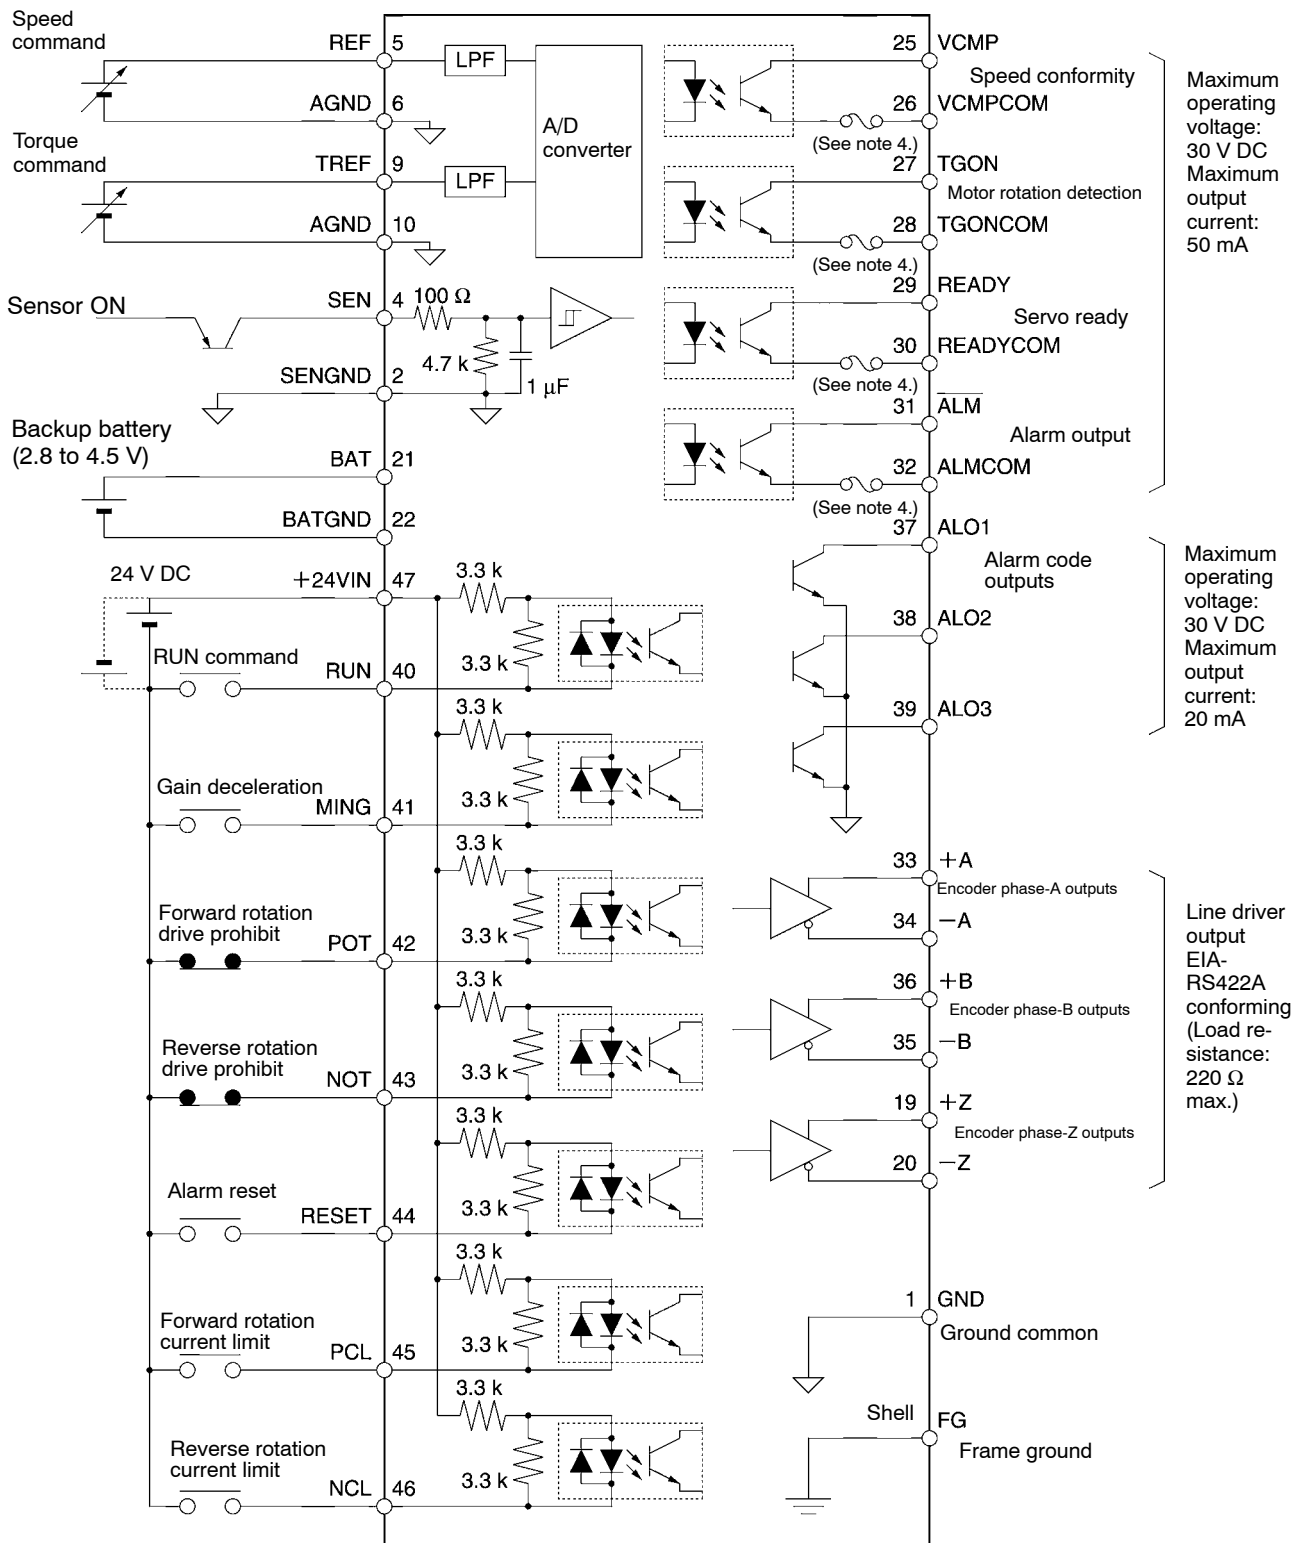 Speed
command
REF 5
LPF
AGND 6
Torque
command
TREF 9
LPF
AGND 10
A/D
converter
Sensor ON
SEN 4
100 Ω
4.7 k
1 μF
SENGND 2
Backup battery
(2.8 to 4.5 V)
BAT 21
BATGND 22
24 V DC
+24VIN 47
3.3 k
3.3 k
RUN command
RUN 40
3.3 k
3.3 k
Gain deceleration
MING 41
3.3 k
3.3 k
Forward rotation
drive prohibit
POT 42
3.3 k
3.3 k
Reverse rotation
drive prohibit
NOT 43
3.3 k
3.3 k
Alarm reset
RESET 44
3.3 k
3.3 k
Forward rotation
current limit
PCL 45
3.3 k
3.3 k
Reverse rotation
current limit
NCL 46
25 VCMP
Speed conformity
26 VCMPCOM
(See note 4.)
27 TGON
Motor rotation detection
28 TGONCOM
(See note 4.)
29 READY
Servo ready
30 READYCOM
(See note 4.)
31 ALM
Alarm output
32 ALMCOM
(See note 4.)
Maximum
operating
voltage:
30 V DC
Maximum
output
current:
50 mA
37 ALO1
Alarm code
outputs
38 ALO2
39 ALO3
Maximum
operating
voltage:
30 V DC
Maximum
output
current:
20 mA
33 +A
Encoder phase-A outputs
34 −A
36 +B
Encoder phase-B outputs
35 −B
19 +Z
Encoder phase-Z outputs
20 −Z
Line driver
output
EIA-
RS422A
conforming
(Load re-
sistance:
220 Ω
max.)
1 GND
Ground common
Shell FG
Frame ground